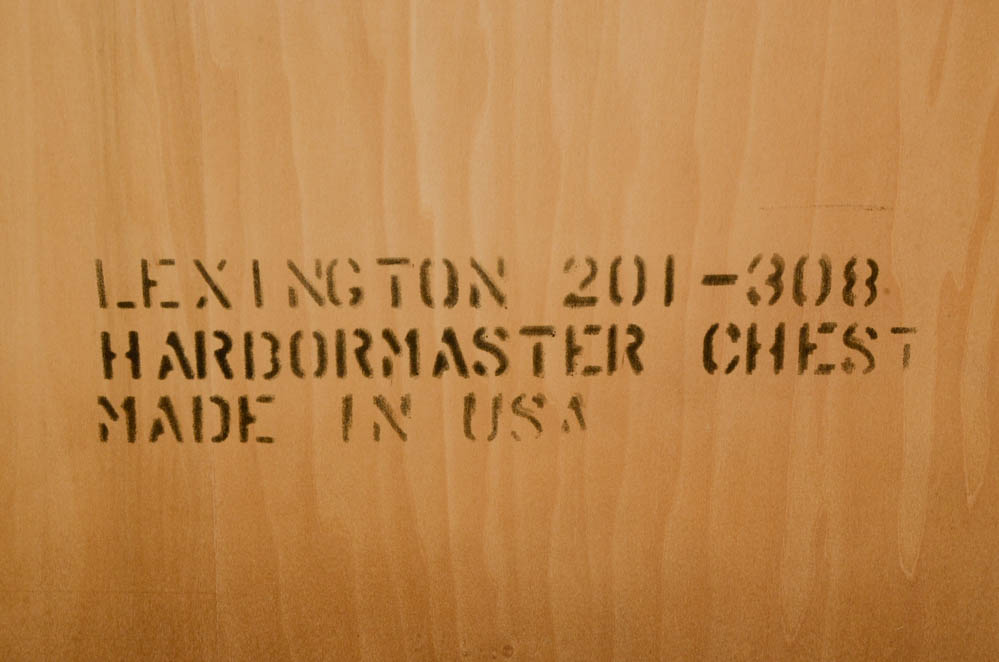 LEXINGTON 201-308
HARBORMASTER CHEST
MADE IN USA